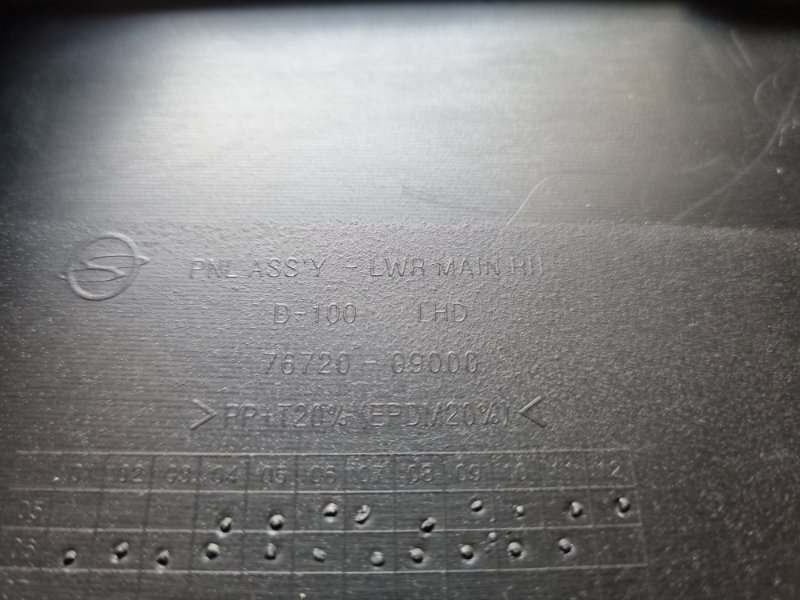 PNL ASS'Y - LWR MAIN RH
D-100 LHD
76720-09000
>PP+T20%(EPDM20%)<
01 02 03 04 05 06 07 08 09 10 11 12
05
06